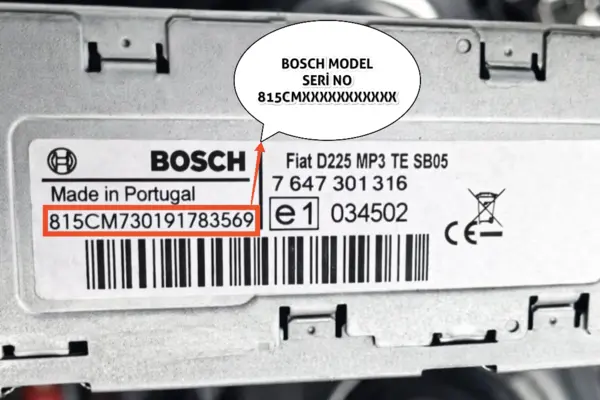 BOSCH MODEL
SERİ NO
815CMXXXXXXXXXXX
BOSCH
Fiat D225 MP3 TE SB05
Made in Portugal
7 647 301 316
815CM730191783569
e1 034502
CE